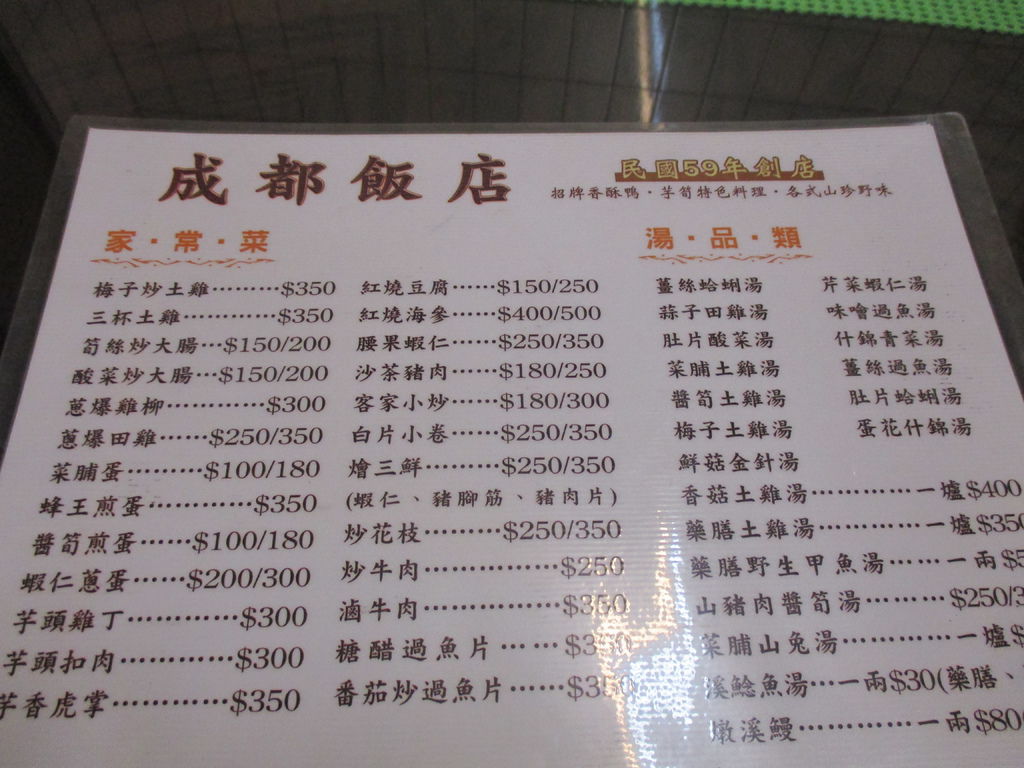 成都飯店
民國59年創店
招牌香酥鴨・芋筍特色料理・各式山珍野味
家・常・菜
梅子炒土雞………$350
三杯土雞…………$350
筍絲炒大腸…$150/200
酸菜炒大腸…$150/200
蔥爆雞柳…………$300
蔥爆田雞……$250/350
菜脯蛋………$100/180
蜂王煎蛋…………$350
醬筍煎蛋……$100/180
蝦仁蔥蛋……$200/300
芋頭雞丁…………$300
芋頭扣肉…………$300
芋香虎掌…………$350
紅燒豆腐……$150/250
紅燒海參……$400/500
腰果蝦仁……$250/350
沙茶豬肉……$180/250
客家小炒……$180/300
白片小卷……$250/350
燴三鮮………$250/350
(蝦仁、豬腳筋、豬肉片)
炒花枝………$250/350
炒牛肉……………$250
滷牛肉……………$350
糖醋過魚片……$350
番茄炒過魚片……$350
湯・品・類
薑絲蛤蜊湯 芹菜蝦仁湯
蒜子田雞湯 味噌過魚湯
肚片酸菜湯 什錦青菜湯
菜脯土雞湯 薑絲過魚湯
醬筍土雞湯 肚片蛤蜊湯
梅子土雞湯 蛋花什錦湯
鮮菇金針湯
香菇土雞湯…………一爐$400
藥膳土雞湯…………一爐$350
藥膳野生甲魚湯……一兩$5
山豬肉醬筍湯………$250/3
菜脯山兔湯…………一爐$
溪鯰魚湯…一兩$30(藥膳、
燉溪鰻……………一兩$80